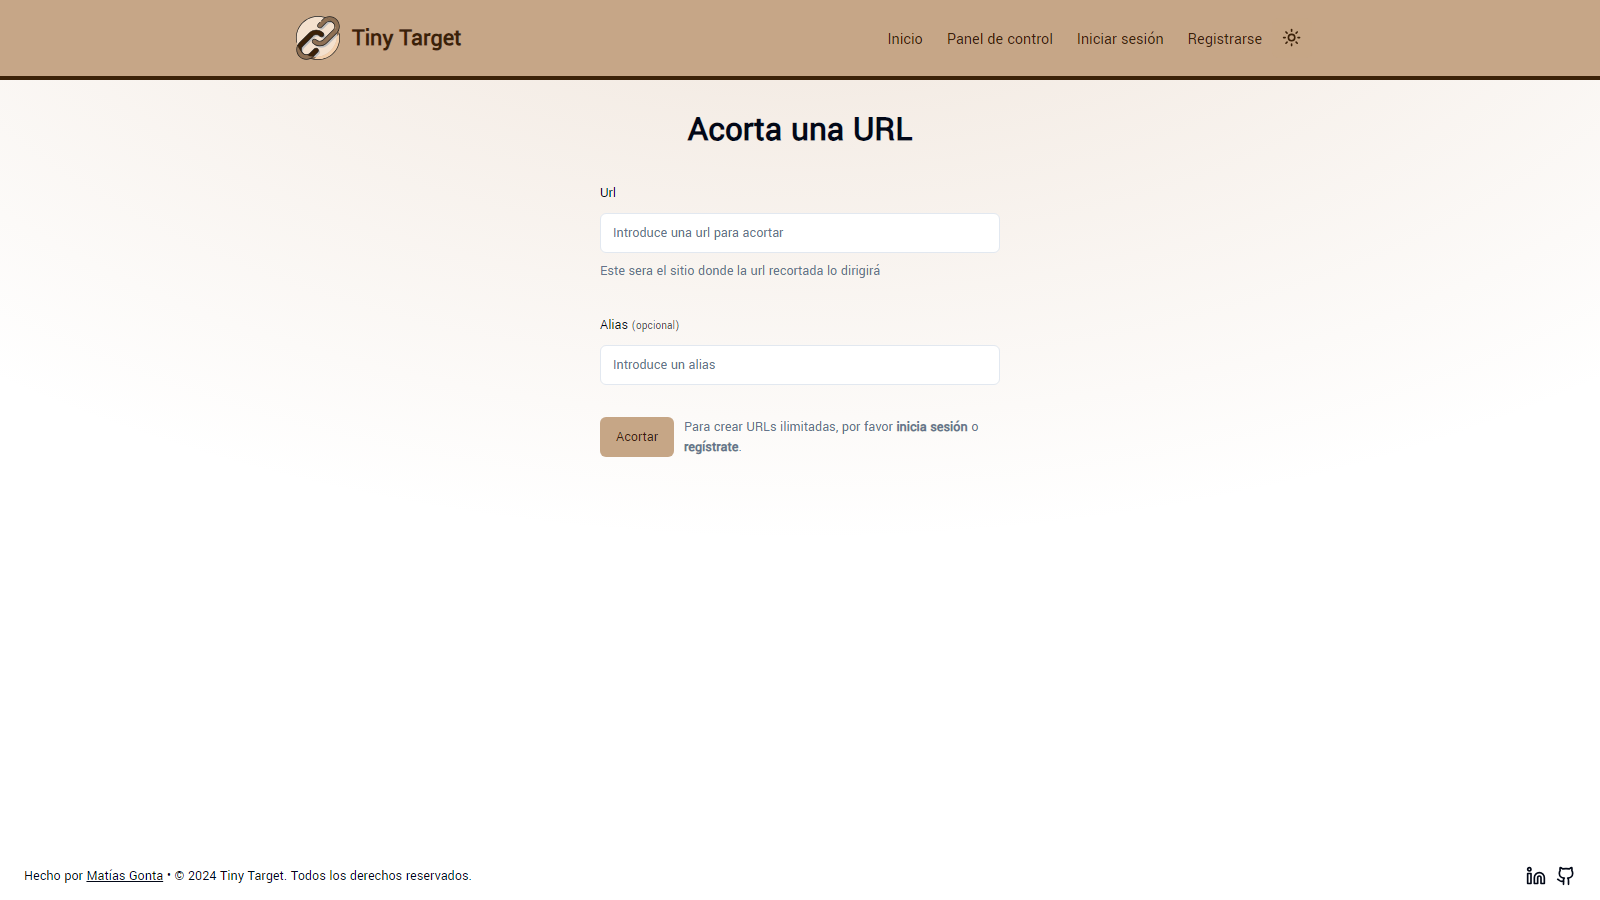 Tiny Target
Inicio
Panel de control
Iniciar sesión
Registrarse
Acorta una URL
Url
Introduce una url para acortar
Este sera el sitio donde la url recortada lo dirigirá
Alias (opcional)
Introduce un alias
Acortar
Para crear URLs ilimitadas, por favor inicia sesión o
regístrate.
Hecho por Matías Gonta • © 2024 Tiny Target. Todos los derechos reservados.